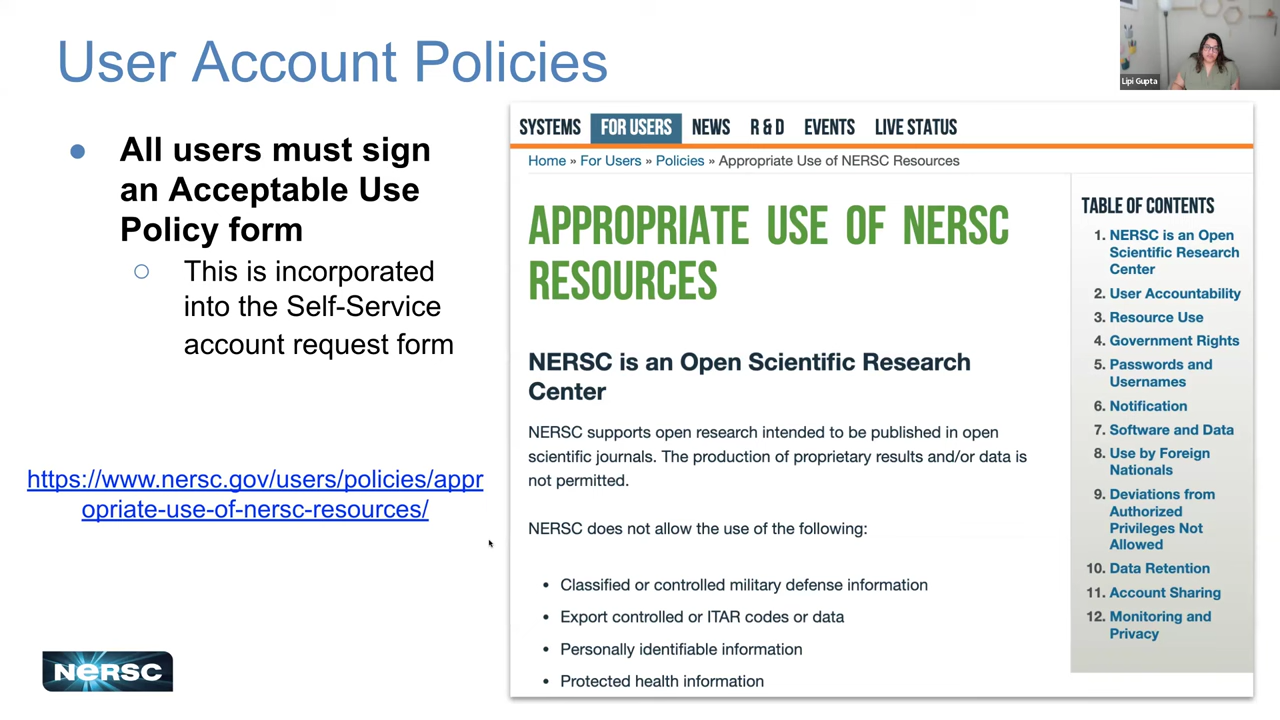 User Account Policies
Lipi Gupta
● All users must sign
an Acceptable Use
Policy form
○ This is incorporated
into the Self-Service
account request form
https://www.nersc.gov/users/policies/appr
opriate-use-of-nersc-resources/
NERSC
SYSTEMS FOR USERS NEWS R & D EVENTS LIVE STATUS
Home » For Users » Policies » Appropriate Use of NERSC Resources
APPROPRIATE USE OF NERSC
RESOURCES
NERSC is an Open Scientific Research
Center
NERSC supports open research intended to be published in open
scientific journals. The production of proprietary results and/or data is
not permitted.
NERSC does not allow the use of the following:
• Classified or controlled military defense information
• Export controlled or ITAR codes or data
• Personally identifiable information
• Protected health information
TABLE OF CONTENTS
1. NERSC is an Open
Scientific Research
Center
2. User Accountability
3. Resource Use
4. Government Rights
5. Passwords and
Usernames
6. Notification
7. Software and Data
8. Use by Foreign
Nationals
9. Deviations from
Authorized
Privileges Not
Allowed
10. Data Retention
11. Account Sharing
12. Monitoring and
Privacy